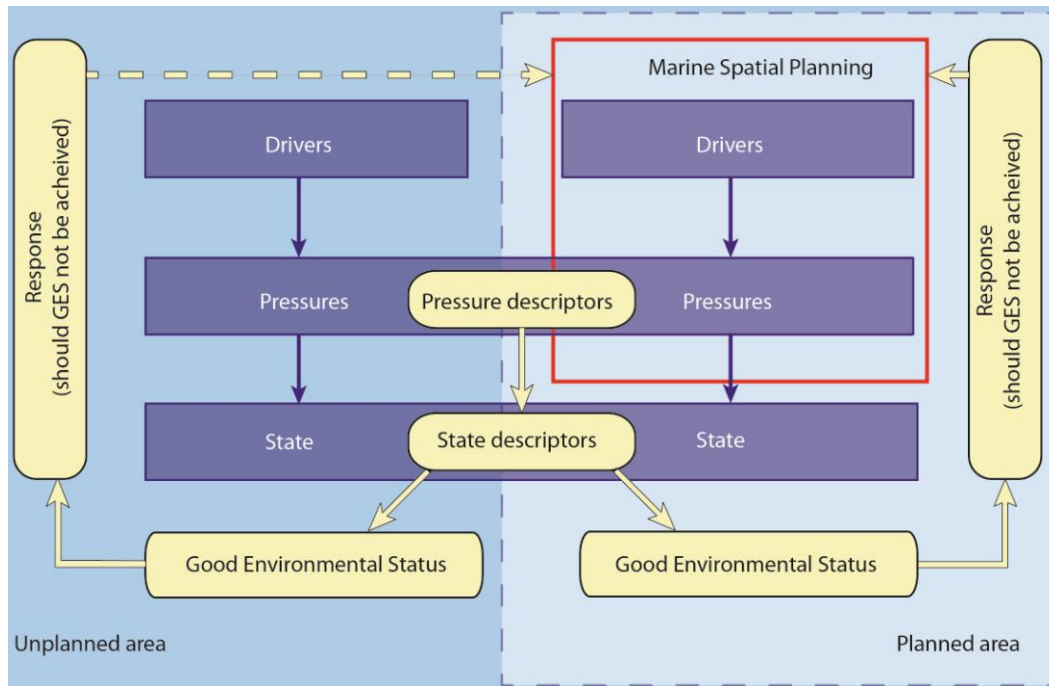 Marine Spatial Planning
Response
(should GES not be acheived)
Drivers
Drivers
Response
(should GES not be acheived)
Pressures
Pressure descriptors
Pressures
State
State descriptors
State
Good Environmental Status
Good Environmental Status
Unplanned area
Planned area